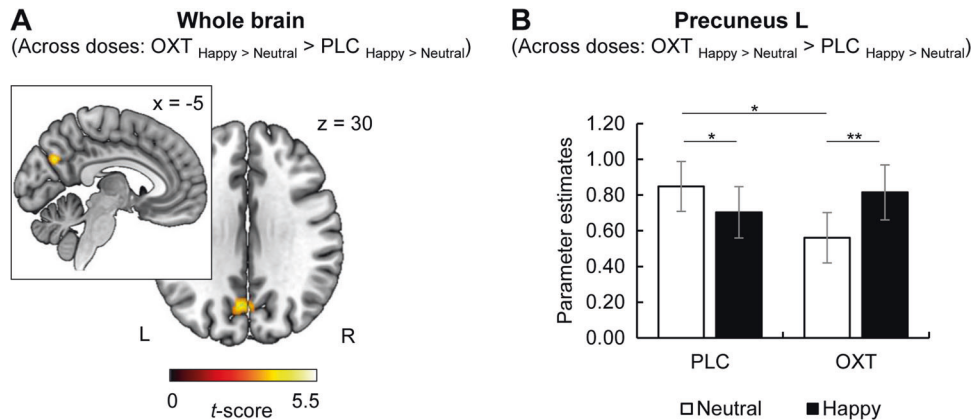 A
Whole brain
(Across doses: OXT Happy > Neutral > PLC Happy > Neutral)
x = -5
z = 30
L
R
0
5.5
t-score
B
Precuneus L
(Across doses: OXT Happy > Neutral > PLC Happy > Neutral)
*
*
**
Parameter estimates
1.20
1.00
0.80
0.60
0.40
0.20
0.00
PLC
OXT
Neutral
Happy